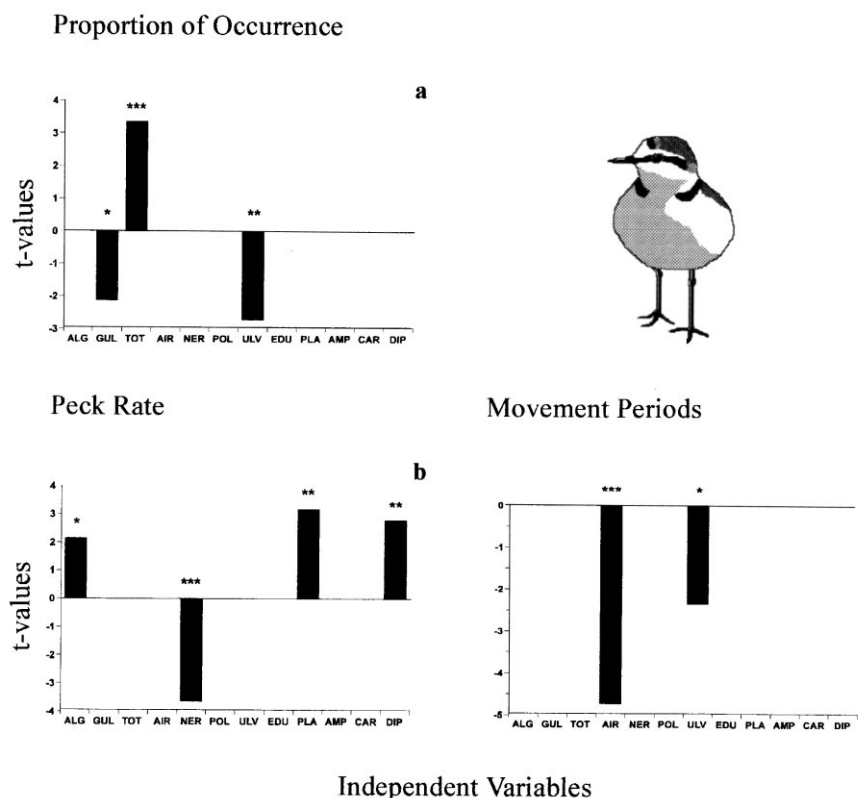 Proportion of Occurrence
a
4
***
3
2
1
*
**
0
-1
-2
-3
t-values
ALG GUL TOT AIR NER POL ULV EDU PLA AMP CAR DIP
Peck Rate
b
4
**
3
**
*
2
1
***
0
-1
-2
-3
-4
t-values
ALG GUL TOT AIR NER POL ULV EDU PLA AMP CAR DIP
Movement Periods
***
*
0
-1
-2
-3
-4
-5
ALG GUL TOT AIR NER POL ULV EDU PLA AMP CAR DIP
Independent Variables